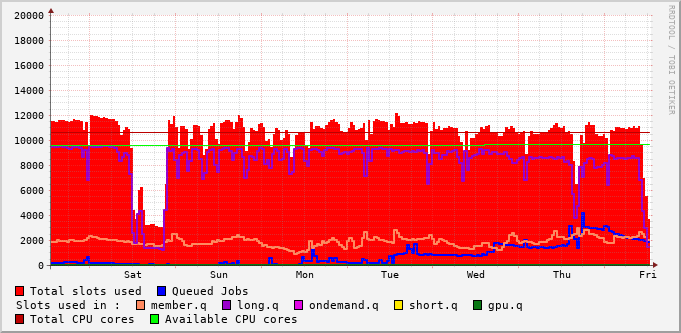 20000
18000
16000
14000
12000
10000
8000
6000
4000
2000
0
Sat Sun Mon Tue Wed Thu Fri
RRDTOOL / TOBI OETIKER
Total slots used Queued Jobs
Slots used in : member.q long.q ondemand.q short.q gpu.q
Total CPU cores Available CPU cores